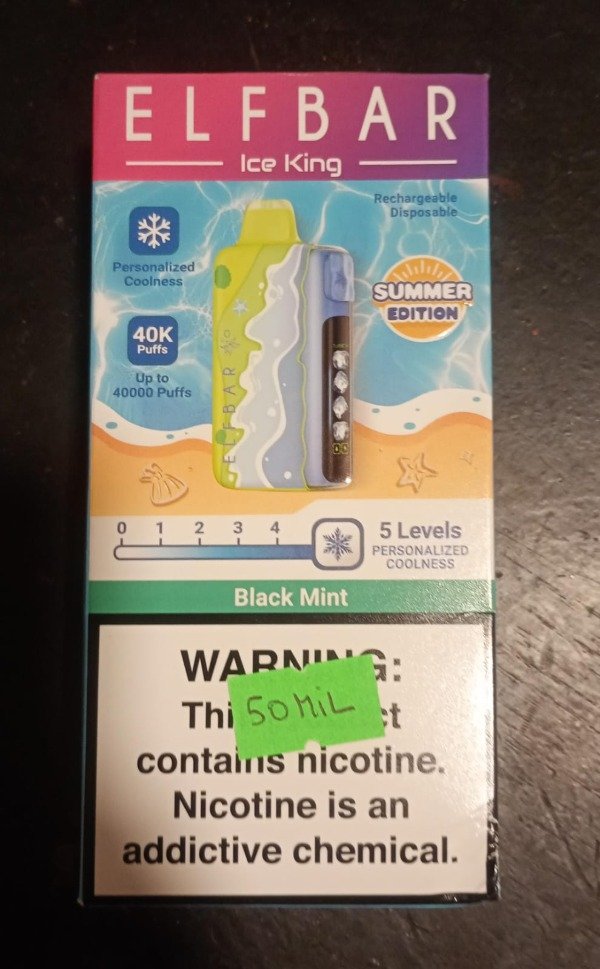 ELFBAR
Ice King
Rechargeable
Disposable
Personalized
Coolness
SUMMER
EDITION
40K
Puffs
Up to
40000 Puffs
ELFBAR
0 1 2 3 4
5 Levels
PERSONALIZED
COOLNESS
Black Mint
WARNING:
50 MiL
contains nicotine.
Nicotine is an
addictive chemical.